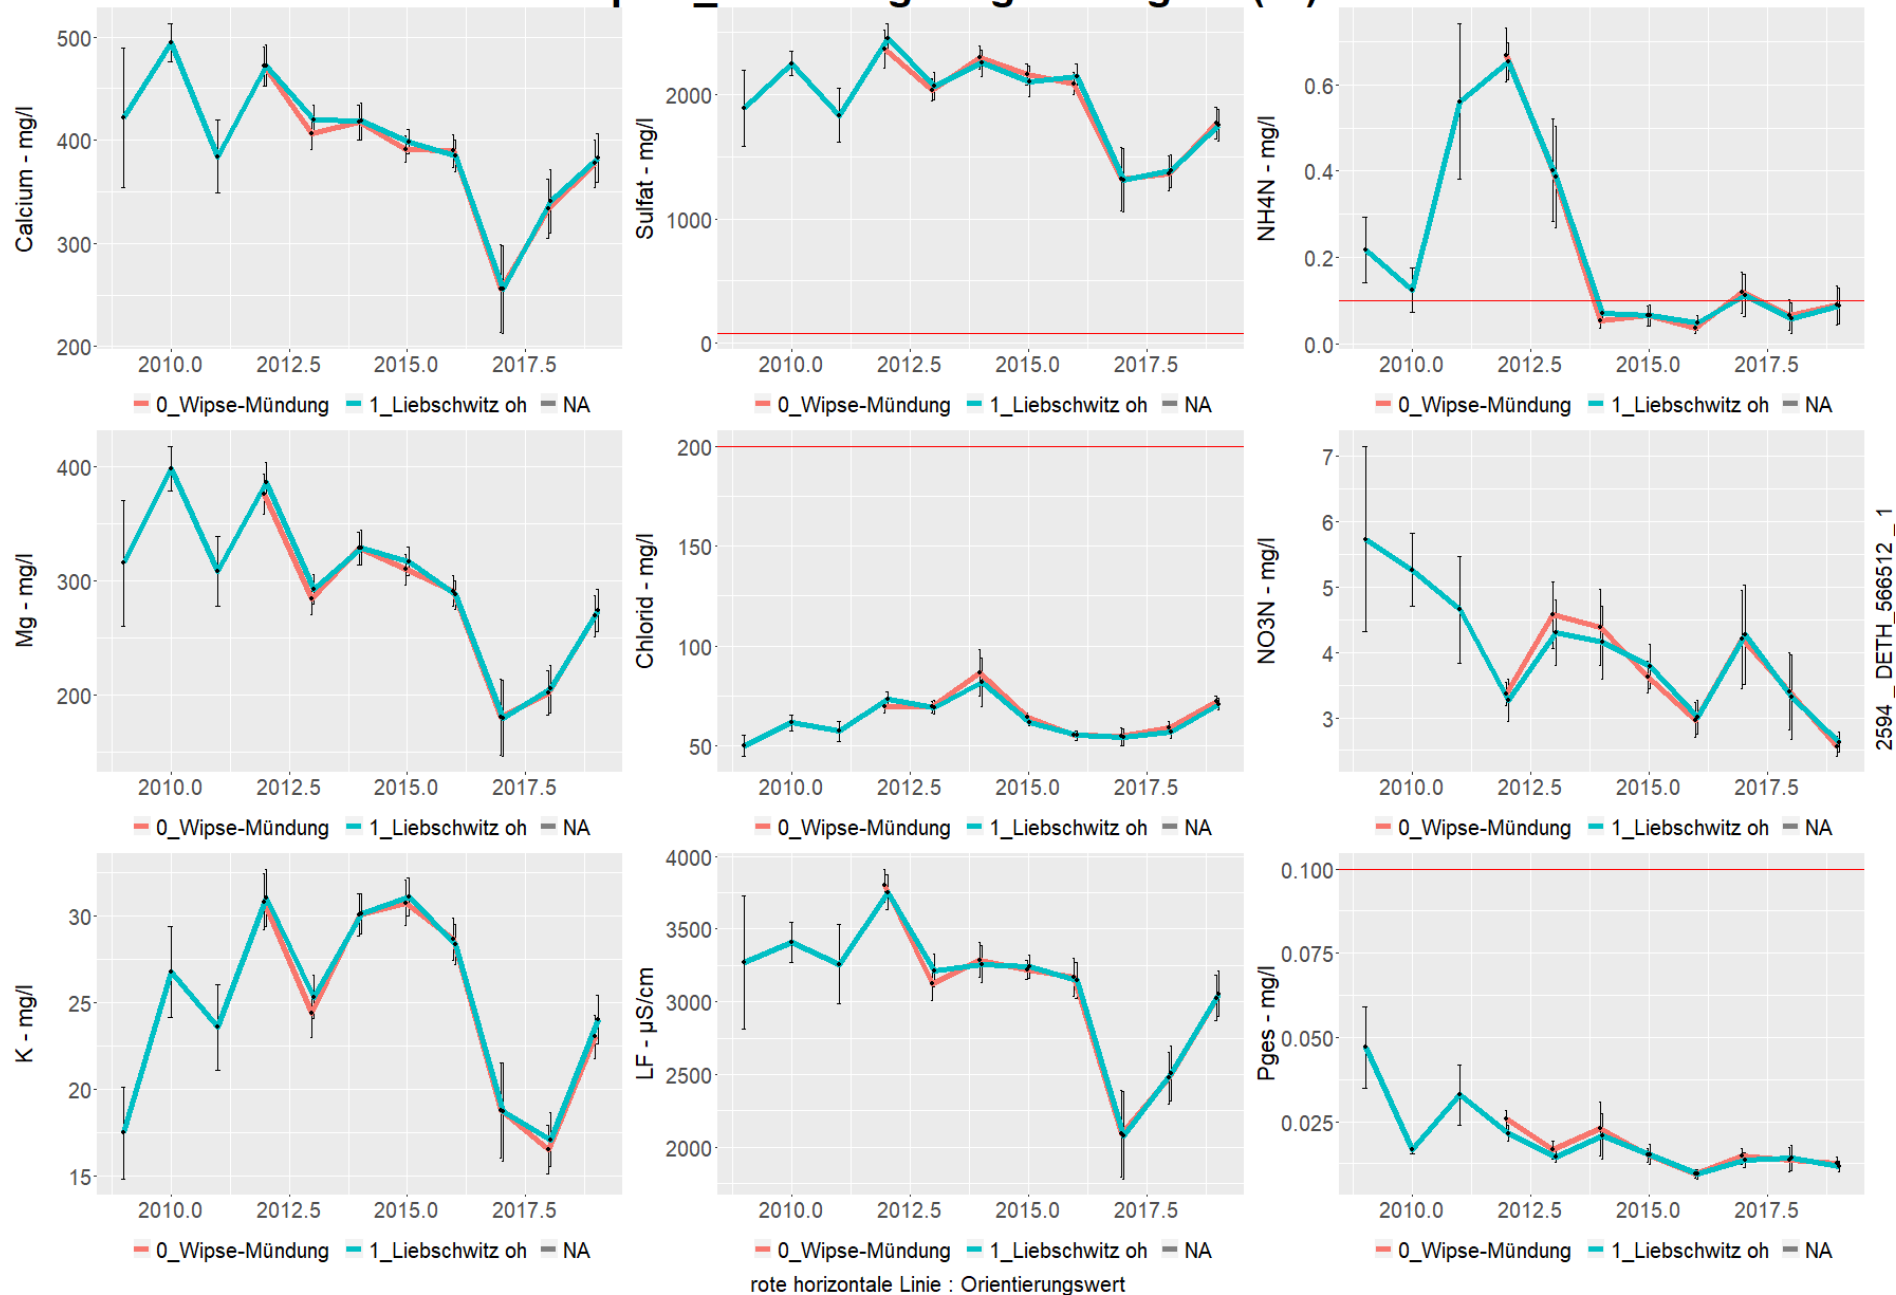 Calcium - mg/l
500
400
300
200
2010.0 2012.5 2015.0 2017.5
0_Wipse-Mündung 1_Liebschwitz oh NA
Sulfat - mg/l
2000
1000
0
2010.0 2012.5 2015.0 2017.5
0_Wipse-Mündung 1_Liebschwitz oh NA
NH4N - mg/l
0.6
0.4
0.2
0.0
2010.0 2012.5 2015.0 2017.5
0_Wipse-Mündung 1_Liebschwitz oh NA
Mg - mg/l
400
300
200
2010.0 2012.5 2015.0 2017.5
0_Wipse-Mündung 1_Liebschwitz oh NA
Chlorid - mg/l
200
150
100
50
2010.0 2012.5 2015.0 2017.5
0_Wipse-Mündung 1_Liebschwitz oh NA
NO3N - mg/l
7
6
5
4
3
2010.0 2012.5 2015.0 2017.5
0_Wipse-Mündung 1_Liebschwitz oh NA
2594_ DETH_566512 _ 1
K - mg/l
30
25
20
15
2010.0 2012.5 2015.0 2017.5
0_Wipse-Mündung 1_Liebschwitz oh NA
LF - µS/cm
4000
3500
3000
2500
2000
2010.0 2012.5 2015.0 2017.5
0_Wipse-Mündung 1_Liebschwitz oh NA
Pges - mg/l
0.100
0.075
0.050
0.025
2010.0 2012.5 2015.0 2017.5
0_Wipse-Mündung 1_Liebschwitz oh NA
rote horizontale Linie : Orientierungswert